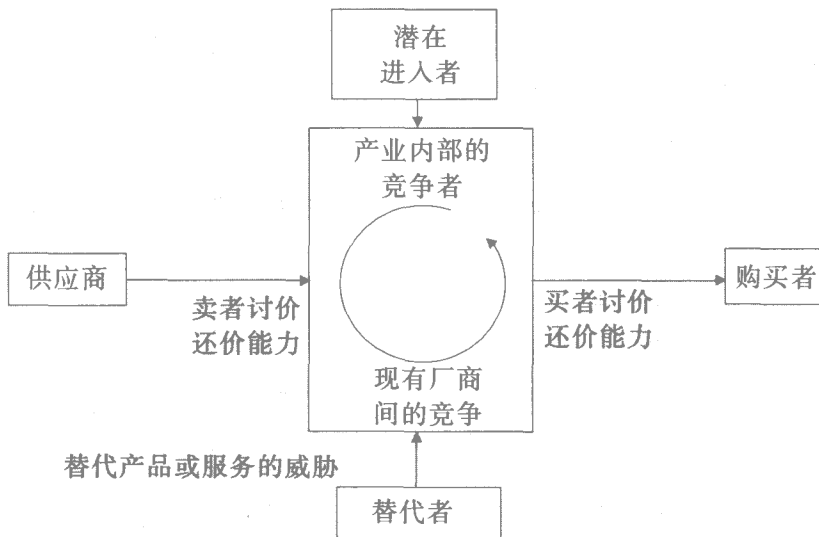 潜在
进入者
产业内部的
竞争者
供应商
卖者讨价
还价能力
买者讨价
还价能力
购买者
现有厂商
间的竞争
替代产品或服务的威胁
替代者